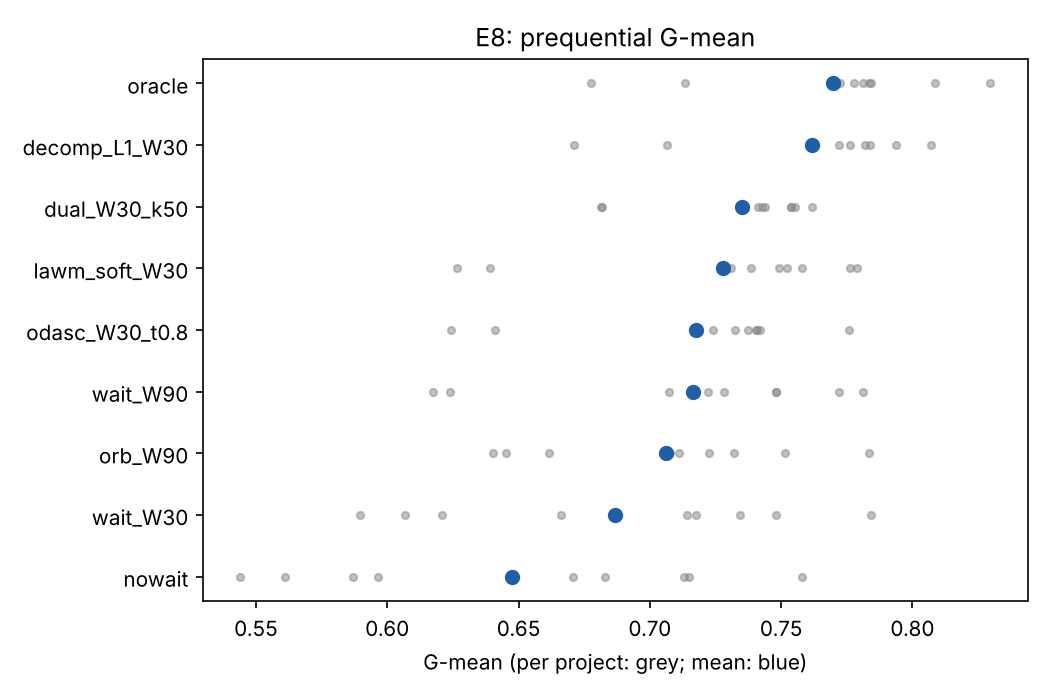 E8: prequential G-mean
oracle
decomp_L1_W30
dual_W30_k50
lawm_soft_W30
odasc_W30_t0.8
wait_W90
orb_W90
wait_W30
nowait
0.55 0.60 0.65 0.70 0.75 0.80
G-mean (per project: grey; mean: blue)